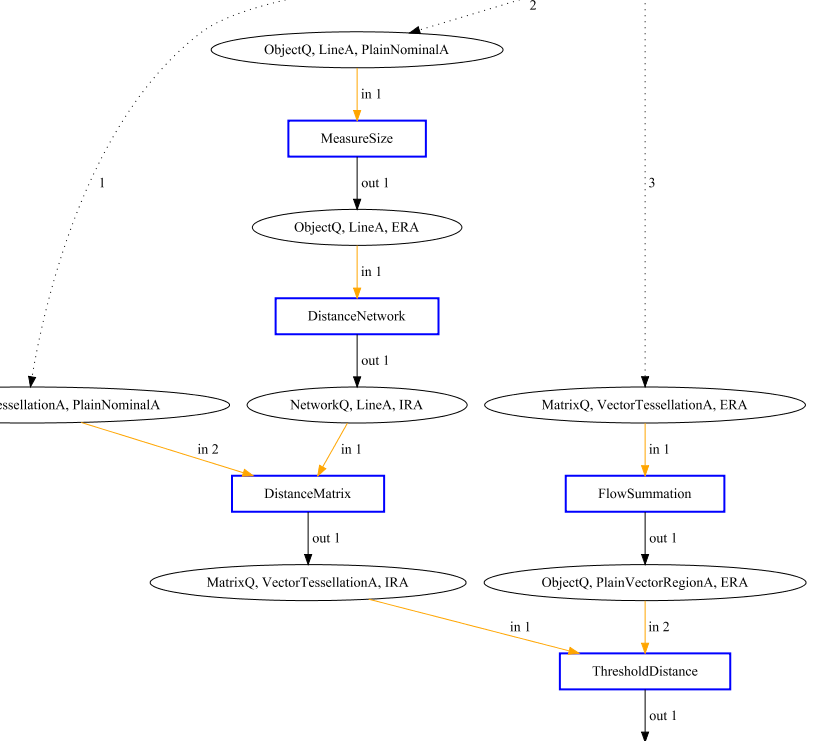 2
ObjectQ, LineA, PlainNominalA
in 1
MeasureSize
1
out 1
3
ObjectQ, LineA, ERA
in 1
DistanceNetwork
out 1
essellationA, PlainNominalA
NetworkQ, LineA, IRA
MatrixQ, VectorTessellationA, ERA
in 2
in 1
in 1
DistanceMatrix
FlowSummation
out 1
out 1
MatrixQ, VectorTessellationA, IRA
ObjectQ, PlainVectorRegionA, ERA
in 1
in 2
ThresholdDistance
out 1